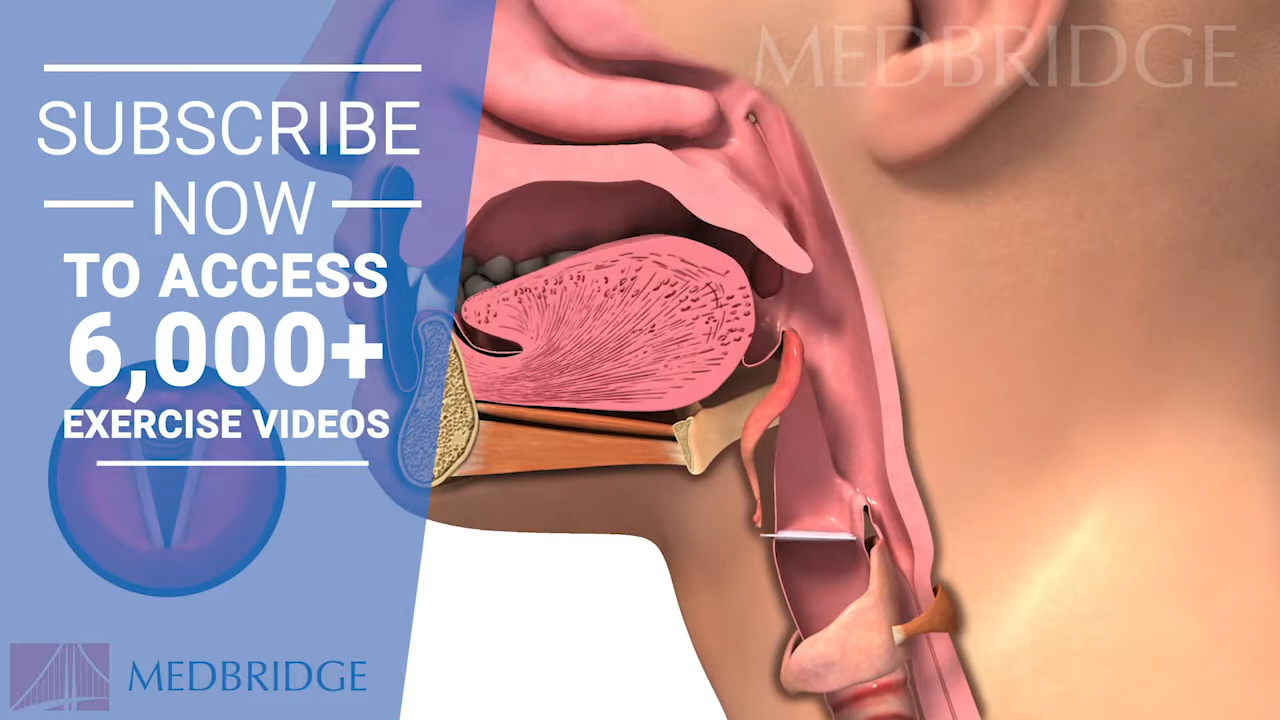 SUBSCRIBE
NOW
TO ACCESS
6,000+
EXERCISE VIDEOS
MEDBRIDGE
MEDBRIDGE